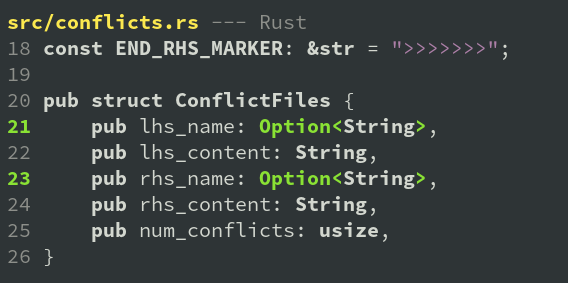 src/conflicts.rs --- Rust
18 const END_RHS_MARKER: &str = ">>>>>>>";
19
20 pub struct ConflictFiles {
21     pub lhs_name: Option<String>,
22     pub lhs_content: String,
23     pub rhs_name: Option<String>,
24     pub rhs_content: String,
25     pub num_conflicts: usize,
26 }